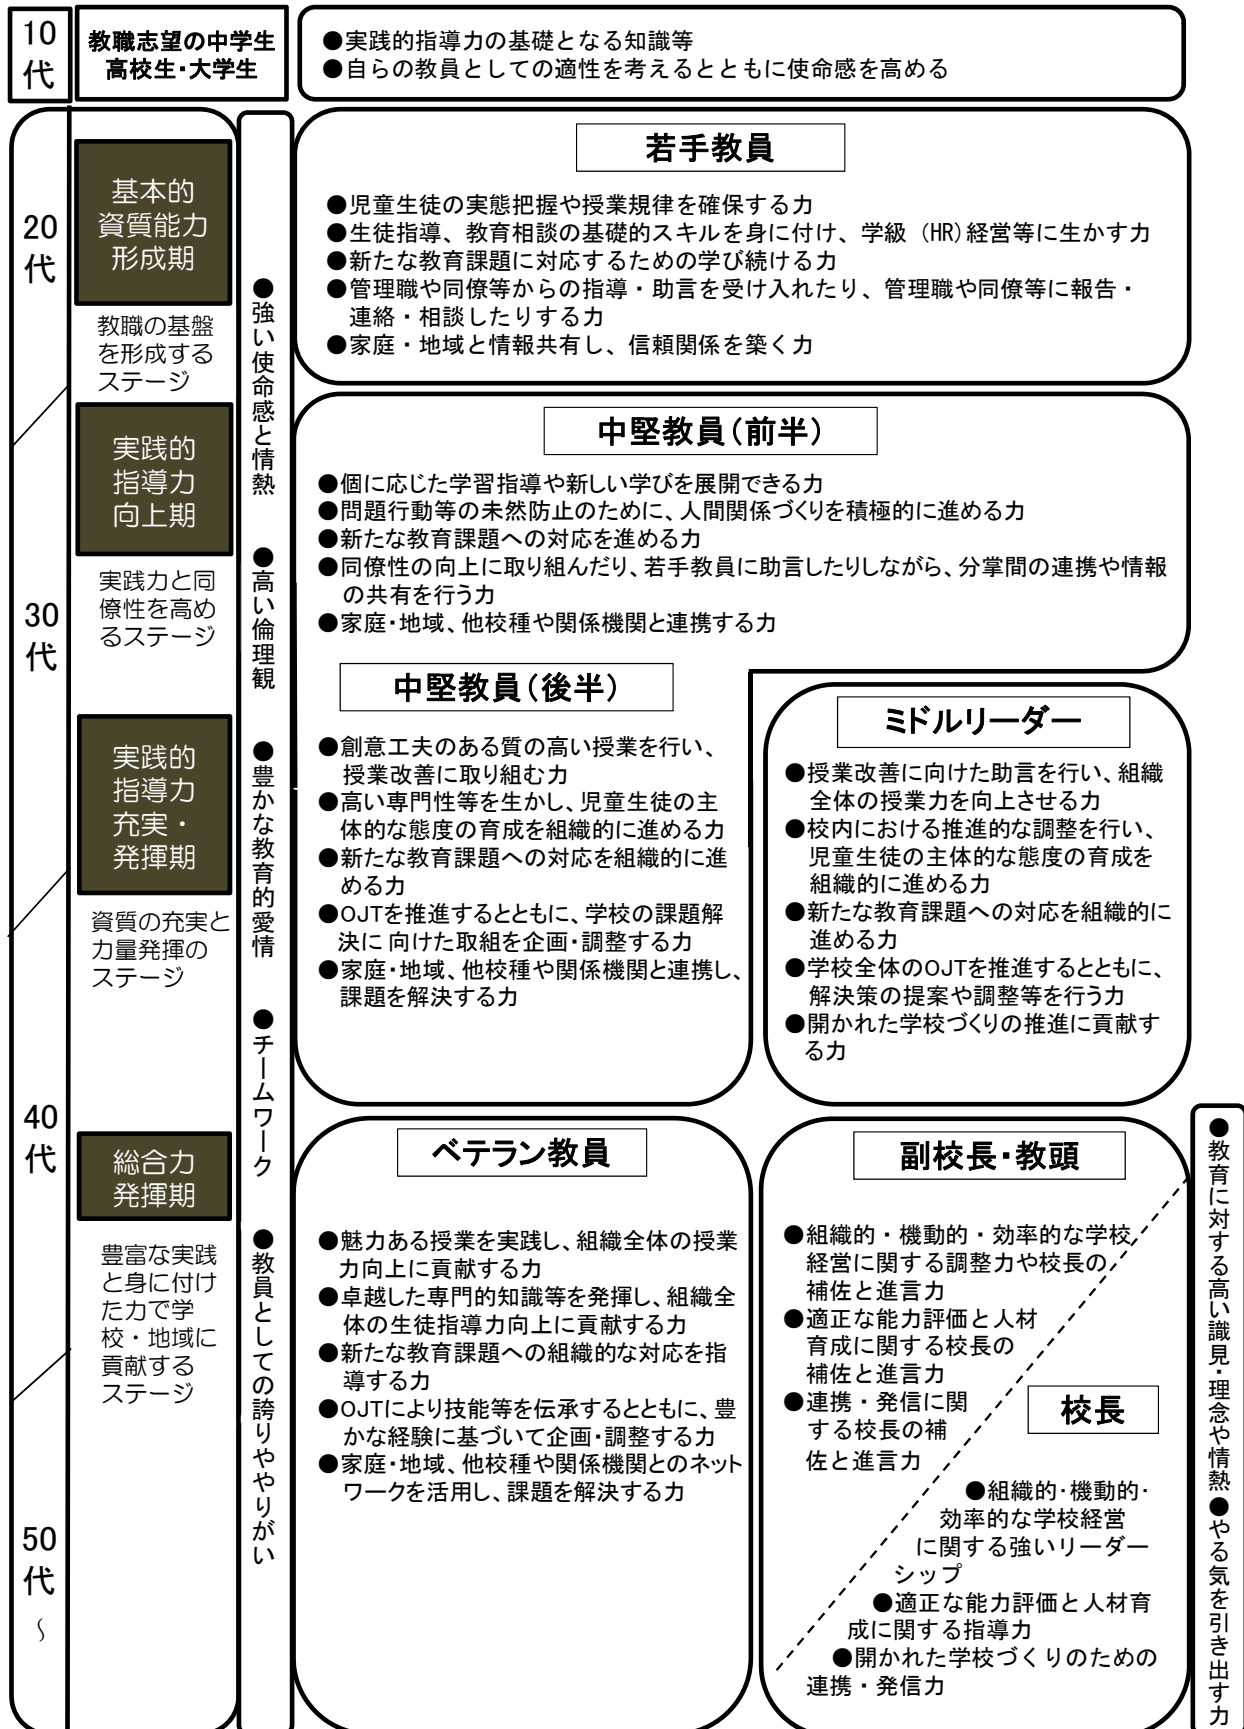 10
代
教職志望の中学生
高校生・大学生
●実践的指導力の基礎となる知識等
●自らの教員としての適性を考えるとともに使命感を高める
20
代
30
代
40
代
50
代
～
基本的
資質能力
形成期
教職の基盤
を形成する
ステージ
実践的
指導力
向上期
実践力と同
僚性を高め
るステージ
実践的
指導力
充実・
発揮期
資質の充実と
力量発揮の
ステージ
総合力
発揮期
豊富な実践
と身に付け
た力で学
校・地域に
貢献する
ステージ
●強い使命感と情熱 ●高い倫理観 ●豊かな教育的愛情 ●チームワーク ●教員としての誇りややりがい
若手教員
●児童生徒の実態把握や授業規律を確保する力
●生徒指導、教育相談の基礎的スキルを身に付け、学級（HR）経営等に生かす力
●新たな教育課題に対応するための学び続ける力
●管理職や同僚等からの指導・助言を受け入れたり、管理職や同僚等に報告・
連絡・相談したりする力
●家庭・地域と情報共有し、信頼関係を築く力
中堅教員（前半）
●個に応じた学習指導や新しい学びを展開できる力
●問題行動等の未然防止のために、人間関係づくりを積極的に進める力
●新たな教育課題への対応を進める力
●同僚性の向上に取り組んだり、若手教員に助言したりしながら、分掌間の連携や情報
の共有を行う力
●家庭・地域、他校種や関係機関と連携する力
中堅教員（後半）
●創意工夫のある質の高い授業を行い、
授業改善に取り組む力
●高い専門性等を生かし、児童生徒の主
体的な態度の育成を組織的に進める力
●新たな教育課題への対応を組織的に進
める力
●OJTを推進するとともに、学校の課題解
決に 向けた取組を企画・調整する力
●家庭・地域、他校種や関係機関と連携し、
課題を解決する力
ミドルリーダー
●授業改善に向けた助言を行い、組織
全体の授業力を向上させる力
●校内における推進的な調整を行い、
児童生徒の主体的な態度の育成を
組織的に進める力
●新たな教育課題への対応を組織的に
進める力
●学校全体のOJTを推進するとともに、
解決策の提案や調整等を行う力
●開かれた学校づくりの推進に貢献す
る力
ベテラン教員
●魅力ある授業を実践し、組織全体の授業
力向上に貢献する力
●卓越した専門的知識等を発揮し、組織全
体の生徒指導力向上に貢献する力
●新たな教育課題への組織的な対応を指
導する力
●OJTにより技能等を伝承するとともに、豊
かな経験に基づいて企画・調整する力
●家庭・地域、他校種や関係機関とのネット
ワークを活用し、課題を解決する力
副校長・教頭
●組織的・機動的・効率的な学校
経営に関する調整力や校長の
補佐と進言力
●適正な能力評価と人材
育成に関する校長の
補佐と進言力
●連携・発信に関
する校長の補
佐と進言力
校長
●組織的・機動的・
効率的な学校経営
に関する強いリーダー
シップ
●適正な能力評価と人材育
成に関する指導力
●開かれた学校づくりのための
連携・発信力
●教育に対する高い識見・理念や情熱 ●やる気を引き出す力